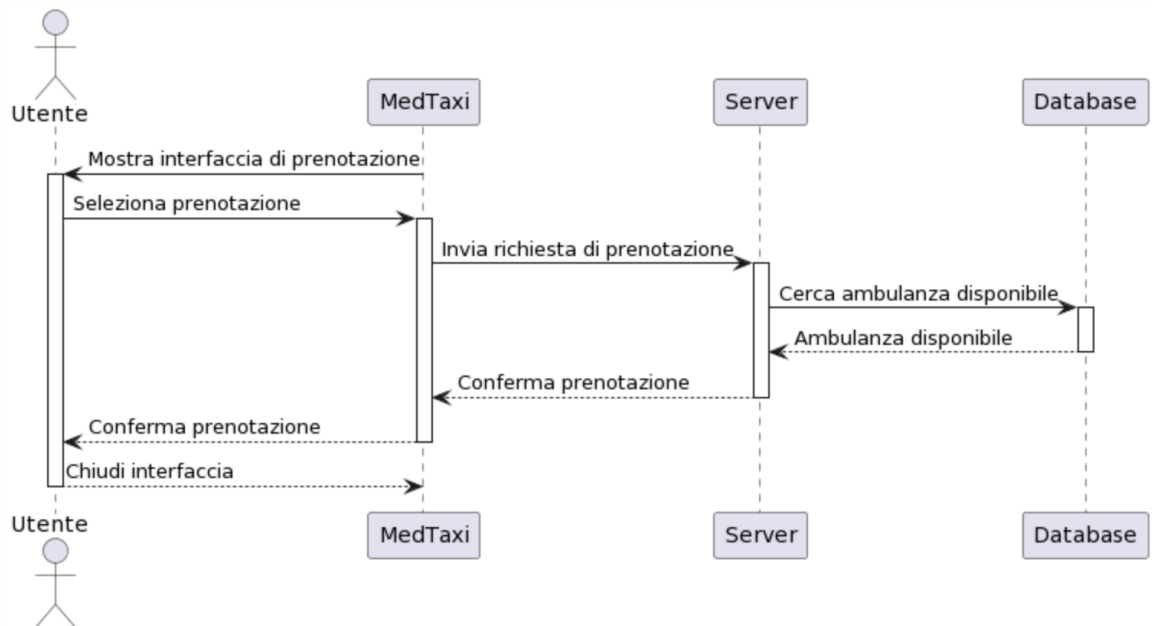 Utente
MedTaxi
Server
Database
Mostra interfaccia di prenotazione
Seleziona prenotazione
Invia richiesta di prenotazione
Cerca ambulanza disponibile
Ambulanza disponibile
Conferma prenotazione
Conferma prenotazione
Chiudi interfaccia
Utente
MedTaxi
Server
Database